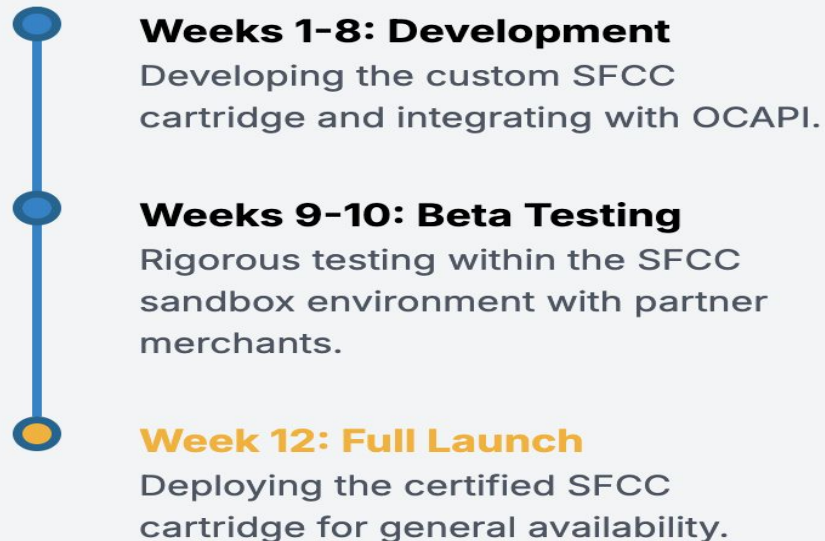 Weeks 1-8: Development
Developing the custom SFCC
cartridge and integrating with OCAPI.
Weeks 9-10: Beta Testing
Rigorous testing within the SFCC
sandbox environment with partner
merchants.
Week 12: Full Launch
Deploying the certified SFCC
cartridge for general availability.